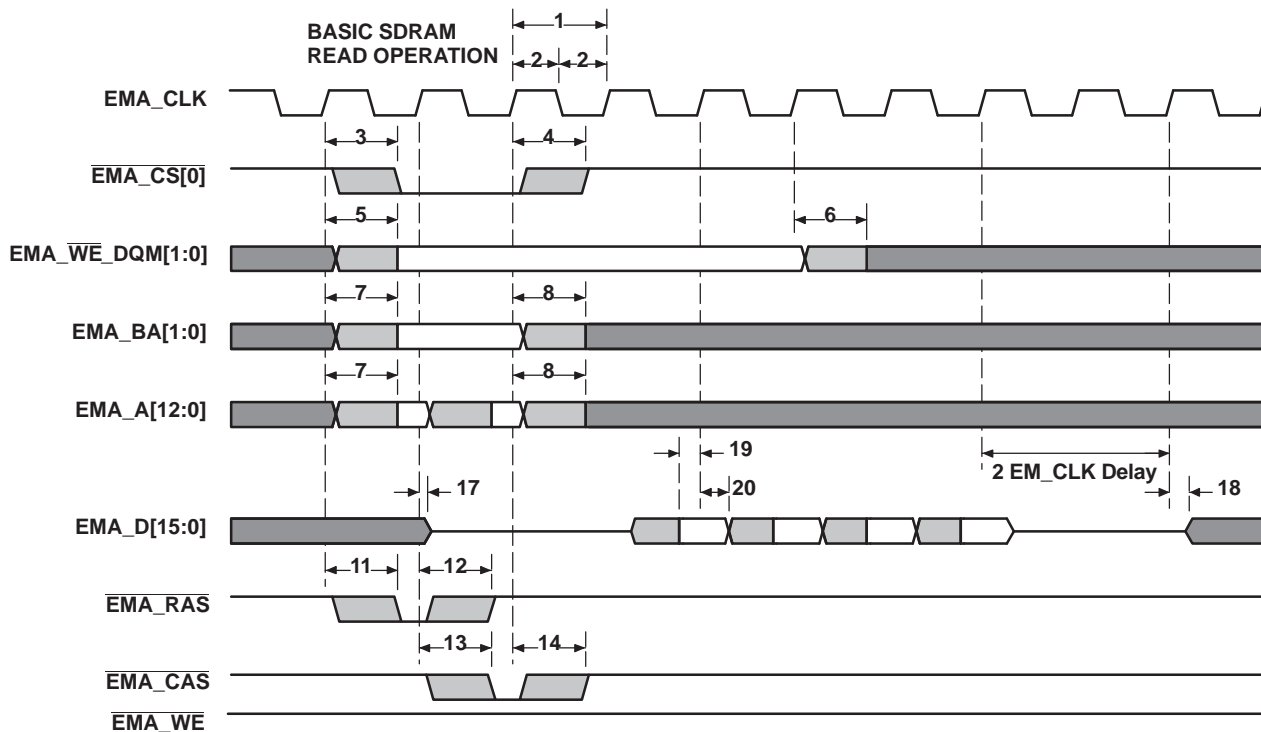 BASIC SDRAM
READ OPERATION
1
2 2
EMA_CLK
3 4
EMA_CS[0]
5 6
EMA_WE_DQM[1:0]
7 8
EMA_BA[1:0]
7 8
EMA_A[12:0]
19
2 EM_CLK Delay
17 20 18
EMA_D[15:0]
11 12
EMA_RAS
13 14
EMA_CAS
EMA_WE